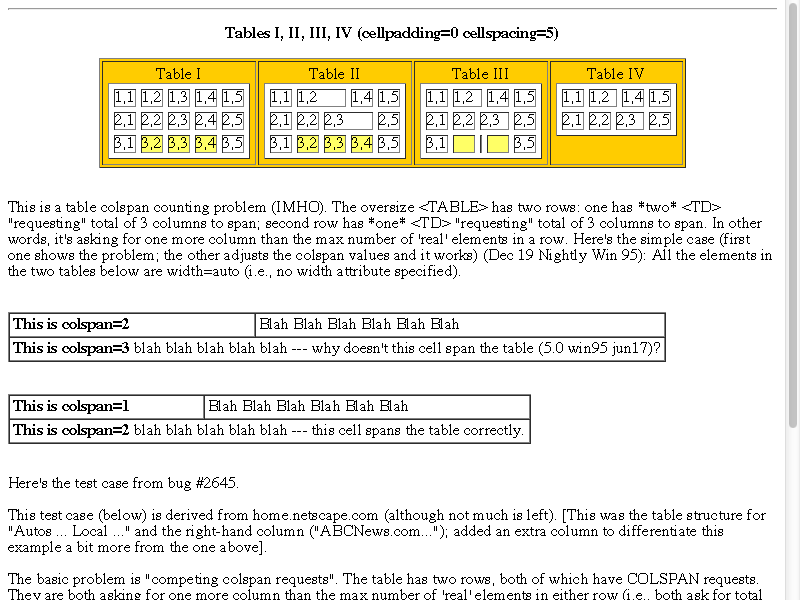 Tables I, II, III, IV (cellpadding=0 cellspacing=5)
Table I Table II Table III Table IV
1,1 1,2 1,3 1,4 1,5 1,1 1,2 1,4 1,5 1,1 1,2 1,4 1,5 1,1 1,2 1,4 1,5
2,1 2,2 2,3 2,4 2,5 2,1 2,2 2,3 2,5 2,1 2,2 2,3 2,5 2,1 2,2 2,3 2,5
3,1 3,2 3,3 3,4 3,5 3,1 3,2 3,3 3,4 3,5 3,1 3,5
This is a table colspan counting problem (IMHO). The oversize <TABLE> has two rows: one has *two* <TD>
"requesting" total of 3 columns to span; second row has *one* <TD> "requesting" total of 3 columns to span. In other
words, it's asking for one more column than the max number of 'real' elements in a row. Here's the simple case (first
one shows the problem; the other adjusts the colspan values and it works) (Dec 19 Nightly Win 95): All the elements in
the two tables below are width=auto (i.e., no width attribute specified).
This is colspan=2 Blah Blah Blah Blah Blah Blah
This is colspan=3 blah blah blah blah blah --- why doesn't this cell span the table (5.0 win95 jun17)?
This is colspan=1 Blah Blah Blah Blah Blah Blah
This is colspan=2 blah blah blah blah blah --- this cell spans the table correctly.
Here's the test case from bug #2645.
This test case (below) is derived from home.netscape.com (although not much is left). [This was the table structure for
"Autos ... Local ..." and the right-hand column ("ABCNews.com..."); added an extra column to differentiate this
example a bit more from the one above].
The basic problem is "competing colspan requests". The table has two rows, both of which have COLSPAN requests.
They are both asking for one more column than the max number of 'real' elements in either row (i.e., both ask for total